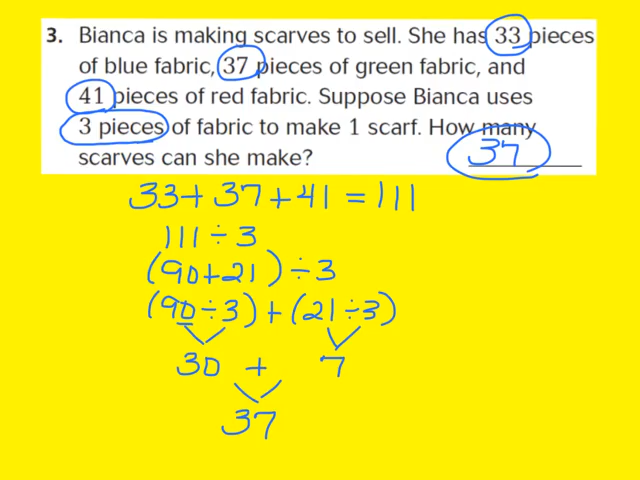 3. Bianca is making scarves to sell. She has 33 pieces
of blue fabric, 37 pieces of green fabric, and
41 pieces of red fabric. Suppose Bianca uses
3 pieces of fabric to make 1 scarf. How many
scarves can she make? 37
33 + 37 + 41 = 111
111 ÷ 3
(90 + 21) ÷ 3
(90 ÷ 3) + (21 ÷ 3)
30 + 7
37